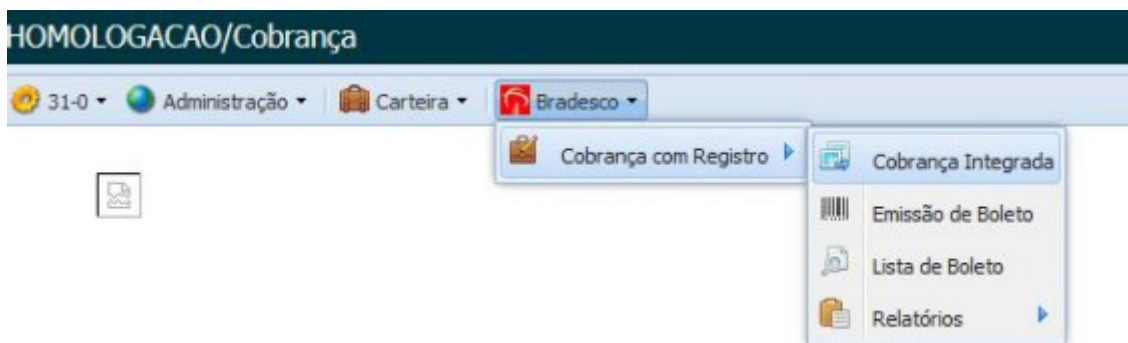 HOMOLOGACAO/Cobrança
31-0 Administração Carteira Bradesco
Cobrança com Registro
Cobrança Integrada
Emissão de Boleto
Lista de Boleto
Relatórios